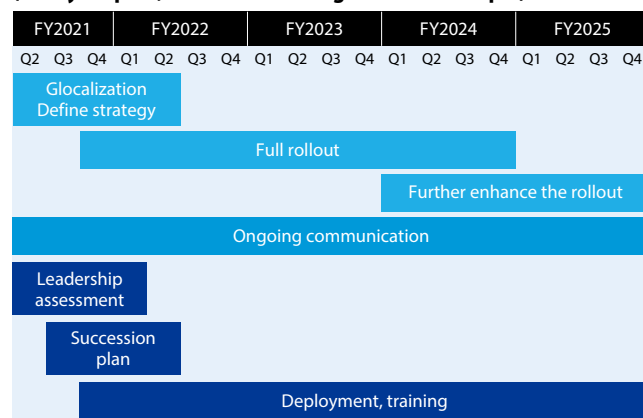 FY2021 FY2022 FY2023 FY2024 FY2025
Q2 Q3 Q4 Q1 Q2 Q3 Q4 Q1 Q2 Q3 Q4 Q1 Q2 Q3 Q4 Q1 Q2 Q3 Q4
Glocalization
Define strategy
Full rollout
Further enhance the rollout
Ongoing communication
Leadership
assessment
Succession
plan
Deployment, training